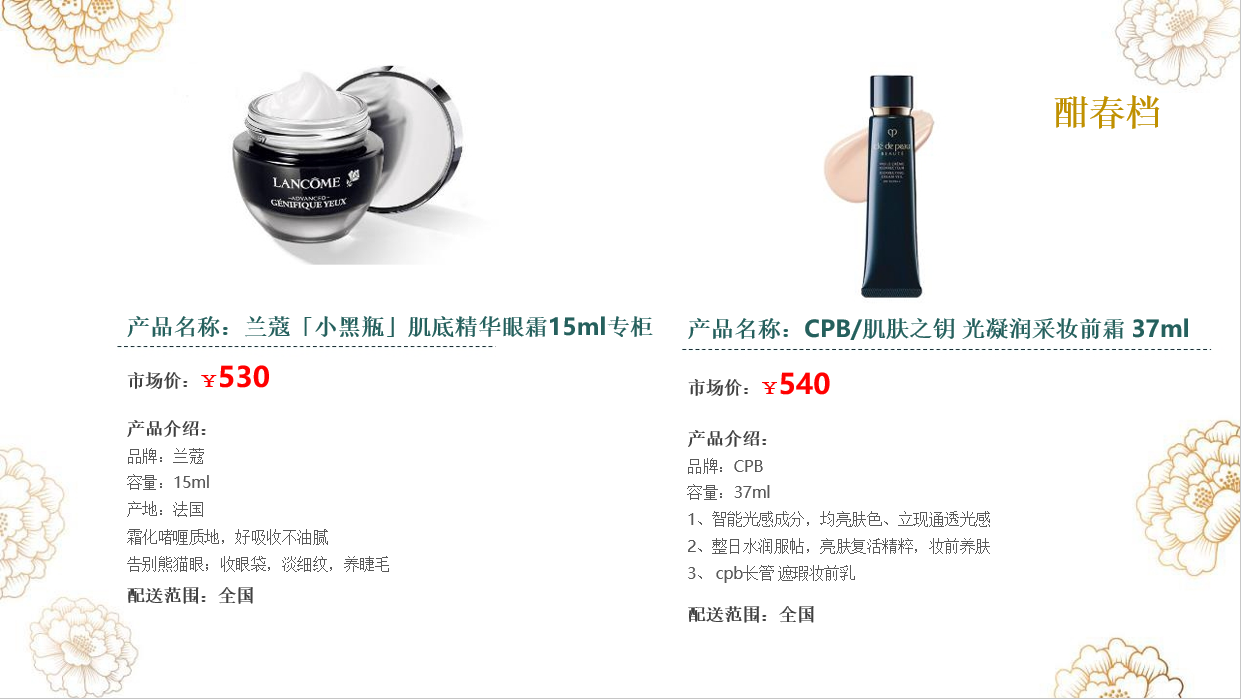 酣春档
LANCÔME
ADVANCED
GÉNIFIQUE YEUX
clé de peau
BEAUTÉ
产品名称：兰蔻「小黑瓶」肌底精华眼霜15ml专柜
市场价：￥530
产品介绍：
品牌：兰蔻
容量：15ml
产地：法国
霜化啫喱质地，好吸收不油腻
告别熊猫眼；收眼袋，淡细纹，养睫毛
配送范围：全国
产品名称：CPB/肌肤之钥 光凝润采妆前霜 37ml
市场价：￥540
产品介绍：
品牌：CPB
容量：37ml
1、智能光感成分，均亮肤色、立现通透光感
2、整日水润服帖，亮肤复活精粹，妆前养肤
3、 cpb长管 遮瑕妆前乳
配送范围：全国